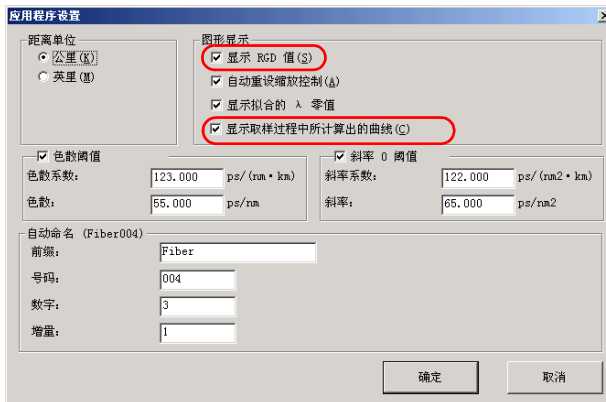 应用程序设置
距离单位
公里(K)
英里(M)
图形显示
显示 RGD 值(S)
自动重设缩放控制(A)
显示拟合的 λ 零值
显示取样过程中所计算出的曲线(C)
色散阈值
色散系数: 123.000 ps/(nm·km)
色散: 55.000 ps/nm
斜率 0 阈值
斜率系数: 122.000 ps/(nm2·km)
斜率: 65.000 ps/nm2
自动命名 (Fiber004)
前缀: Fiber
号码: 004
数字: 3
增量: 1
确定 取消